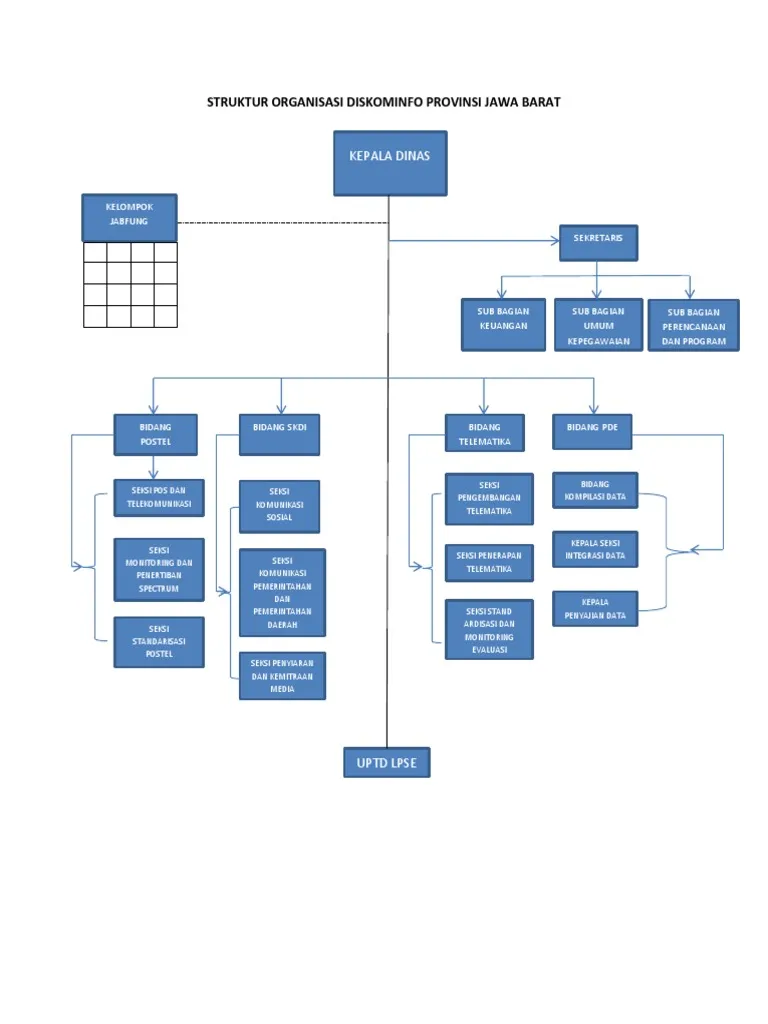 STRUKTUR ORGANISASI DISKOMINFO PROVINSI JAWA BARAT
KEPALA DINAS
KELOMPOK
JABFUNG
SEKRETARIS
SUB BAGIAN
KEUANGAN
SUB BAGIAN
UMUM
KEPEGAWAIAN
SUB BAGIAN
PERENCANAAN
DAN PROGRAM
BIDANG
POSTEL
BIDANG SKDI
BIDANG
TELEMATIKA
BIDANG PDE
SEKSI POS DAN
TELEKOMUNIKASI
SEKSI
MONITORING DAN
PENERTIBAN
SPECTRUM
SEKSI
STANDARISASI
POSTEL
SEKSI
KOMUNIKASI
SOSIAL
SEKSI
KOMUNIKASI
PEMERINTAHAN
DAN
PEMERINTAHAN
DAERAH
SEKSI PENYIARAN
DAN KEMITRAAN
MEDIA
SEKSI
PENGEMBANGAN
TELEMATIKA
SEKSI PENERAPAN
TELEMATIKA
SEKSI STAND
ARDISASI DAN
MONITORING
EVALUASI
BIDANG
KOMPILASI DATA
KEPALA SEKSI
INTEGRASI DATA
KEPALA
PENYAJIAN DATA
UPTD LPSE